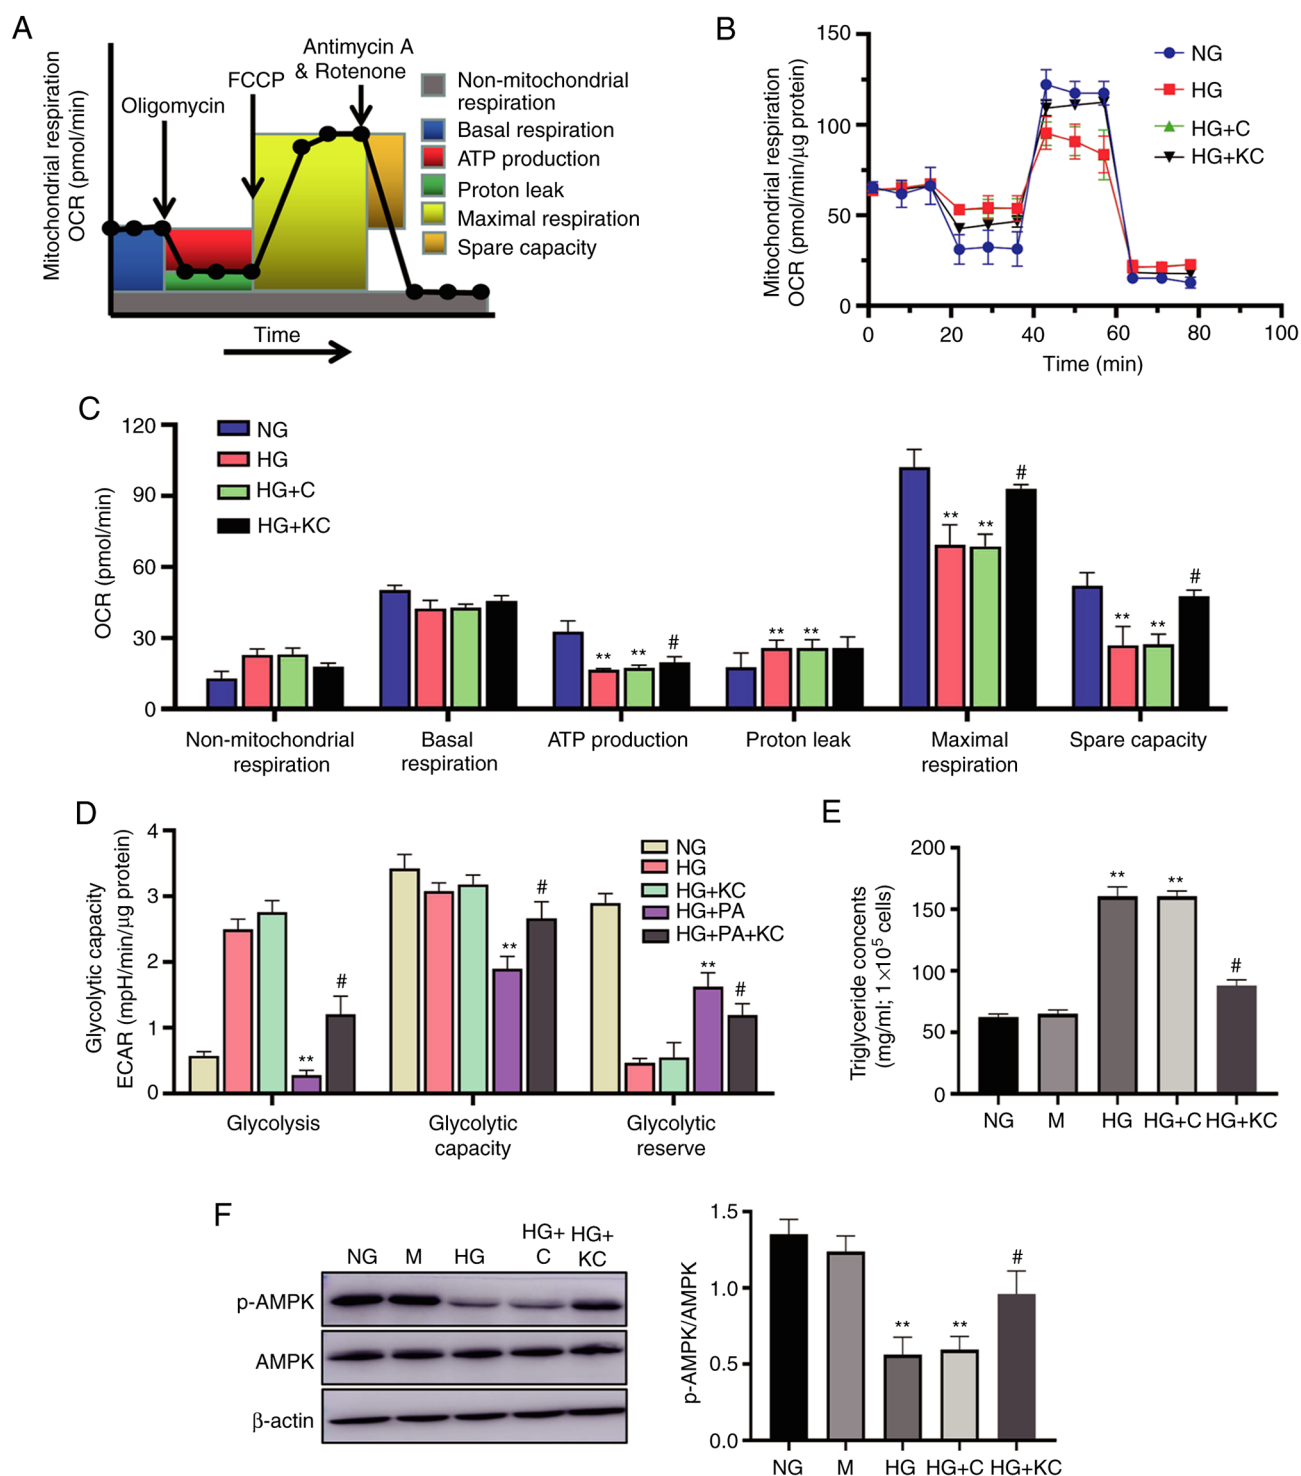 A
Mitochondrial respiration
OCR (pmol/min)
Oligomycin
FCCP
Antimycin A
& Rotenone
Time
Non-mitochondrial
respiration
Basal respiration
ATP production
Proton leak
Maximal respiration
Spare capacity
B
Mitochondrial respiration
OCR (pmol/min/µg protein)
150
100
50
0
0
20
40
60
80
100
Time (min)
NG
HG
HG+C
HG+KC
C
OCR (pmol/min)
120
90
60
30
0
NG
HG
HG+C
HG+KC
** ** #
** **
** ** #
** ** #
Non-mitochondrial
respiration
Basal
respiration
ATP production
Proton leak
Maximal
respiration
Spare capacity
D
Glycolytic capacity
ECAR (mpH/min/µg protein)
4
3
2
1
0
NG
HG
HG+KC
HG+PA
HG+PA+KC
** #
** #
** #
Glycolysis
Glycolytic
capacity
Glycolytic
reserve
E
Triglyceride concents
(mg/ml; 1×10⁵ cells)
200
150
100
50
0
** ** #
NG M HG HG+C HG+KC
F
NG M HG HG+
C HG+
KC
p-AMPK
AMPK
β-actin
p-AMPK/AMPK
1.5
1.0
0.5
0.0
** ** #
NG M HG HG+C HG+KC